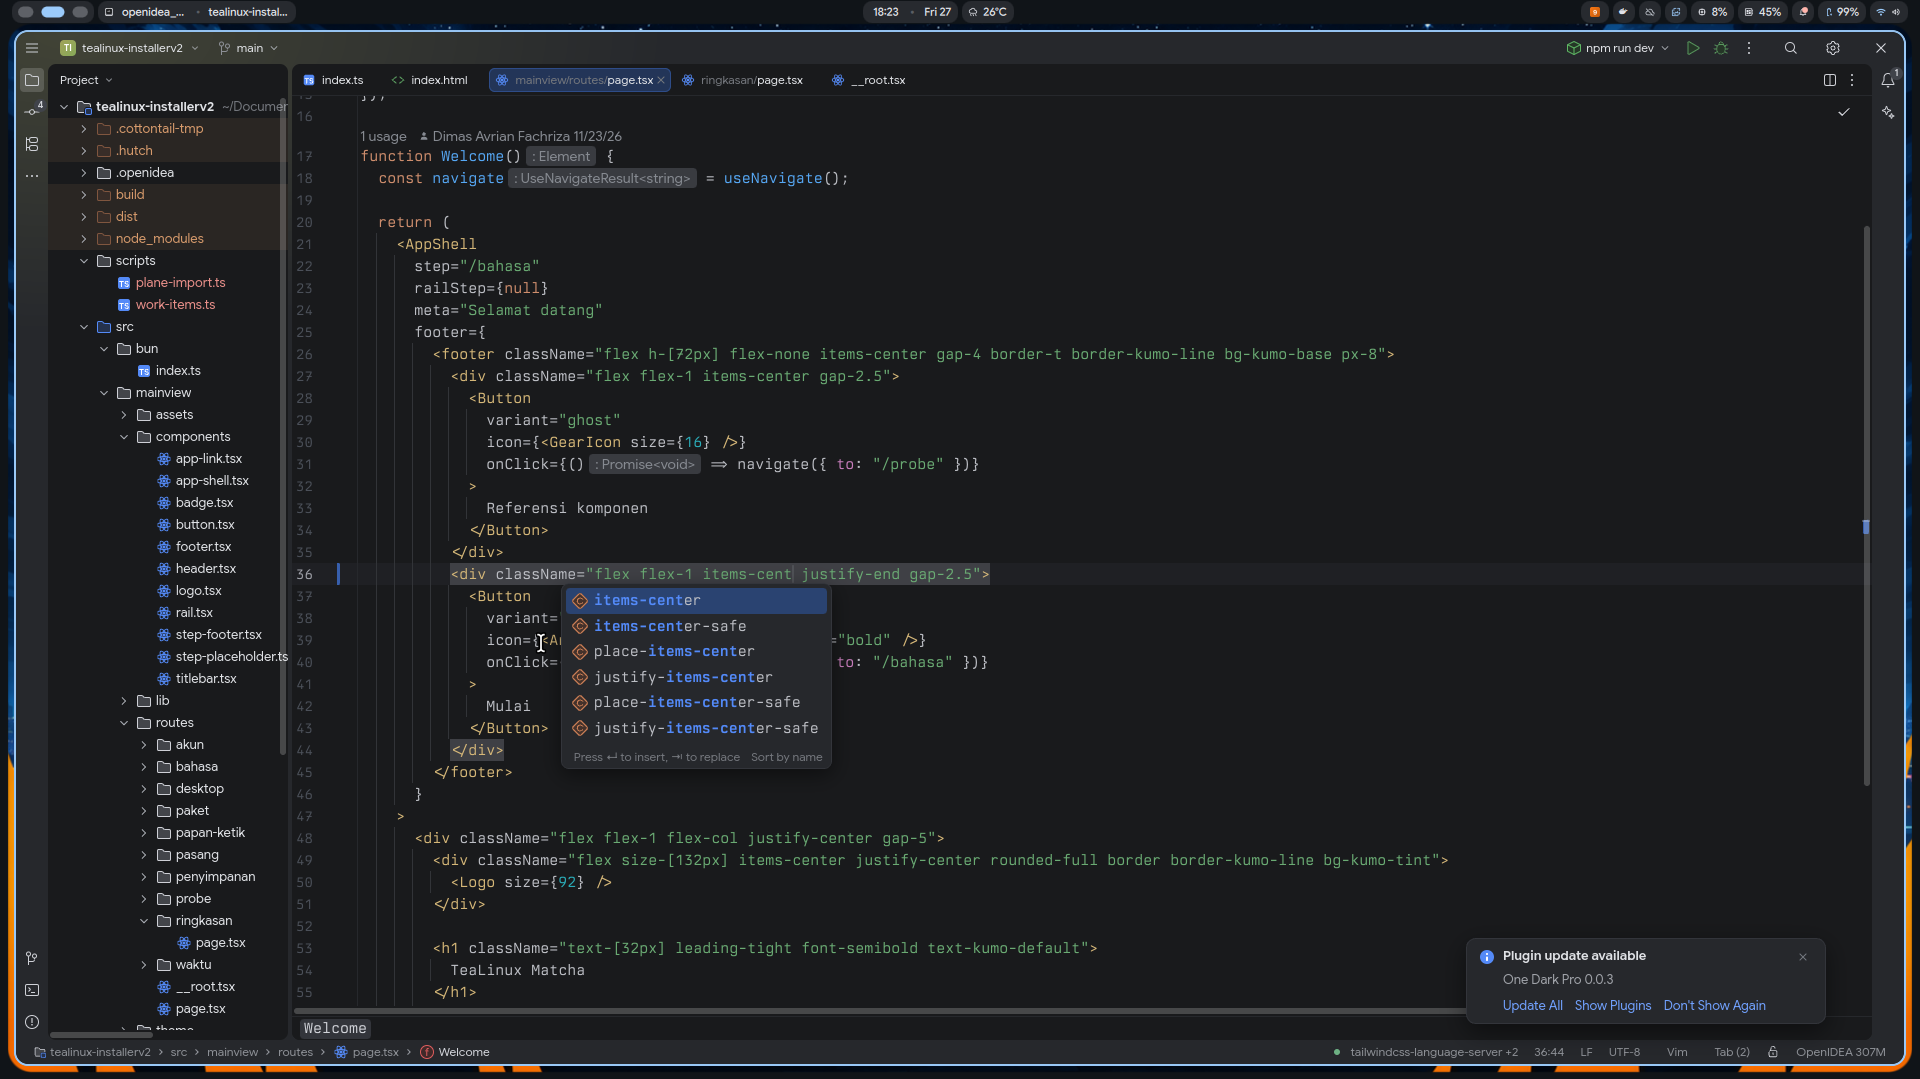 openidea_... · tealinux-instal...
18:23 · Fri 27
26°C
8%
45%
99%
TI tealinux-installerv2
main
npm run dev
Project
index.ts
index.html
mainview/routes/page.tsx
ringkasan/page.tsx
__root.tsx
tealinux-installerv2 ~/Documer
.cottontail-tmp
.hutch
.openidea
build
dist
node_modules
scripts
plane-import.ts
work-items.ts
src
bun
index.ts
mainview
assets
components
app-link.tsx
app-shell.tsx
badge.tsx
button.tsx
footer.tsx
header.tsx
logo.tsx
rail.tsx
step-footer.tsx
step-placeholder.ts
titlebar.tsx
lib
routes
akun
bahasa
desktop
paket
papan-ketik
pasang
penyimpanan
probe
ringkasan
page.tsx
waktu
__root.tsx
page.tsx
16
1 usage Dimas Avrian Fachriza 11/23/26
17 function Welcome() : Element {
18 const navigate : UseNavigateResult<string> = useNavigate();
19
20 return (
21 <AppShell
22 step="/bahasa"
23 railStep={null}
24 meta="Selamat datang"
25 footer={
26 <footer className="flex h-[72px] flex-none items-center gap-4 border-t border-kumo-line bg-kumo-base px-8">
27 <div className="flex flex-1 items-center gap-2.5">
28 <Button
29 variant="ghost"
30 icon={<GearIcon size={16} />}
31 onClick={() : Promise<void> => navigate({ to: "/probe" })}
32 >
33 Referensi komponen
34 </Button>
35 </div>
36 <div className="flex flex-1 items-cent justify-end gap-2.5">
37 <Button
38 variant=
39 icon={<A ="bold" />}
40 onClick= to: "/bahasa" })}
41 >
42 Mulai
43 </Button>
44 </div>
45 </footer>
46 }
47 >
48 <div className="flex flex-1 flex-col justify-center gap-5">
49 <div className="flex size-[132px] items-center justify-center rounded-full border border-kumo-line bg-kumo-tint">
50 <Logo size={92} />
51 </div>
52
53 <h1 className="text-[32px] leading-tight font-semibold text-kumo-default">
54 TeaLinux Matcha
55 </h1>
items-center
items-center-safe
place-items-center
justify-items-center
place-items-center-safe
justify-items-center-safe
Press ↵ to insert, ⇥ to replace Sort by name
Plugin update available
One Dark Pro 0.0.3
Update All Show Plugins Don't Show Again
Welcome
tealinux-installerv2 > src > mainview > routes > page.tsx > Welcome
tailwindcss-language-server +2 36:44 LF UTF-8 Vim Tab (2) OpenIDEA 307M